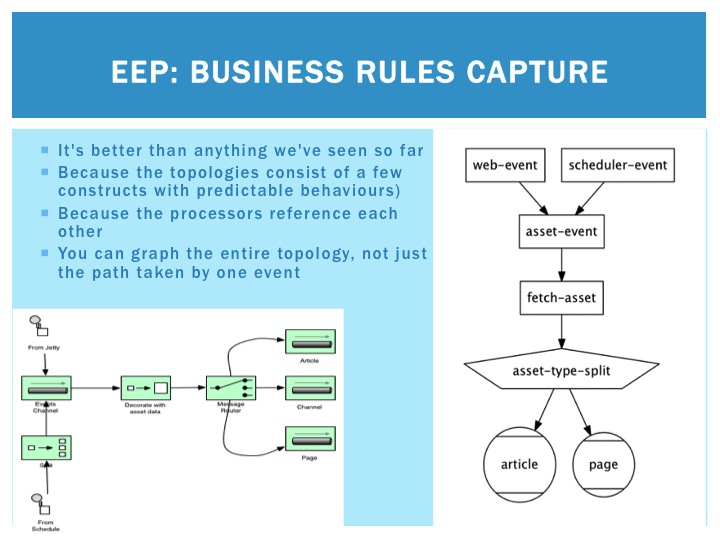 EEP: BUSINESS RULES CAPTURE
It's better than anything we've seen so far
Because the topologies consist of a few
constructs with predictable behaviours)
Because the processors reference each
other
You can graph the entire topology, not just
the path taken by one event
From Jetty
Channel
Decorate with
asset data
Message
Router
Article
Channel
Page
From
Schedule
web-event
scheduler-event
asset-event
fetch-asset
asset-type-split
article
page